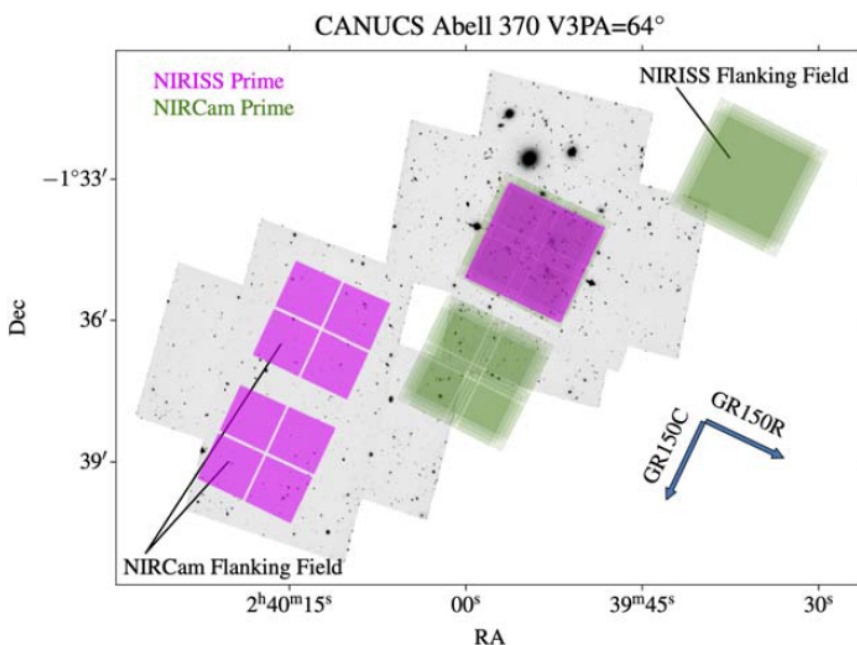 CANUCS Abell 370 V3PA=64°
NIRISS Prime
NIRCam Prime
NIRISS Flanking Field
−1°33′
36′
39′
Dec
GR150R
GR150C
NIRCam Flanking Field
2ʰ40ᵐ15ˢ
00ˢ
39ᵐ45ˢ
30ˢ
RA